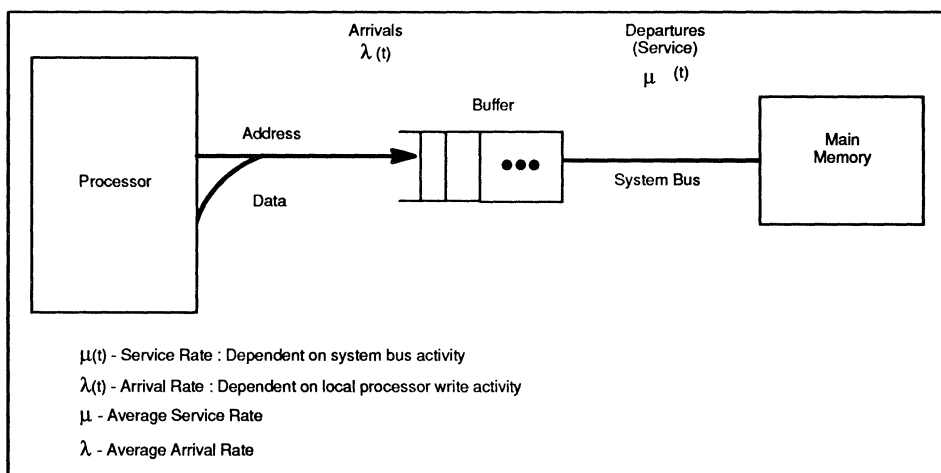 Arrivals
λ (t)
Departures
(Service)
μ (t)
Buffer
Address
Main
Memory
Processor
System Bus
Data
μ(t) - Service Rate : Dependent on system bus activity
λ(t) - Arrival Rate : Dependent on local processor write activity
μ - Average Service Rate
λ - Average Arrival Rate